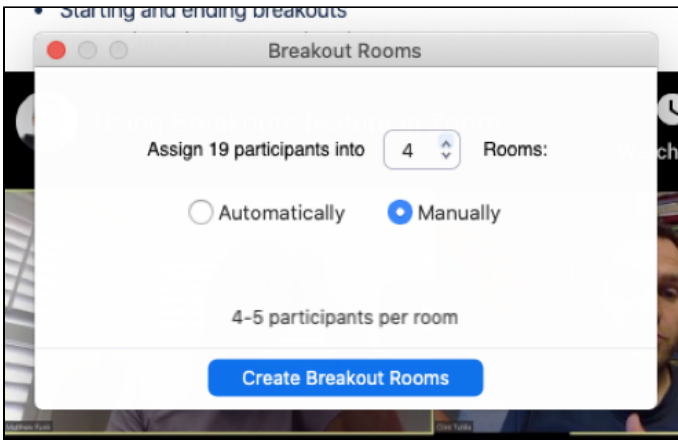 Starting and ending breakouts
Breakout Rooms
Assign 19 participants into 4 Rooms:
Automatically Manually
4-5 participants per room
Create Breakout Rooms